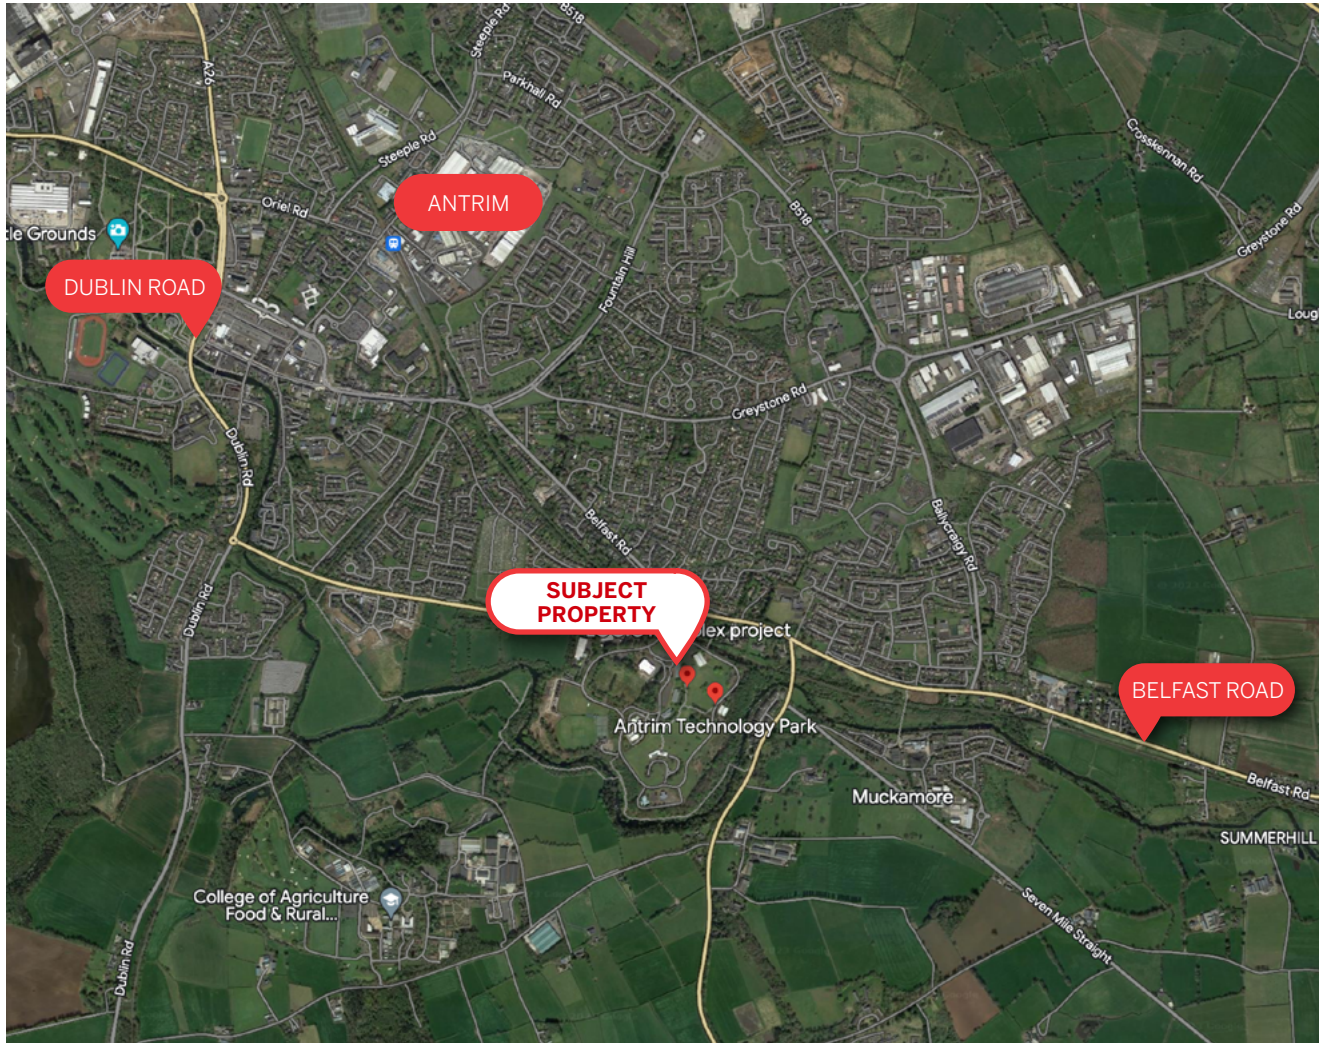 B518
Steeple Rd
A26
Parkhall Rd
Steeple Rd
Crosskennan Rd
ANTRIM
Oriel Rd
B518
Greystone Rd
tle Grounds
Fountain Hill
DUBLIN ROAD
Loug
Greystone Rd
Dublin Rd
Belfast Rd
Ballycraigy Rd
SUBJECT
PROPERTY
Dublin Rd
lex project
BELFAST ROAD
Antrim Technology Park
Belfast Rd
Muckamore
SUMMERHILL
College of Agriculture
Food & Rural...
Seven Mile Straight
Dublin Rd